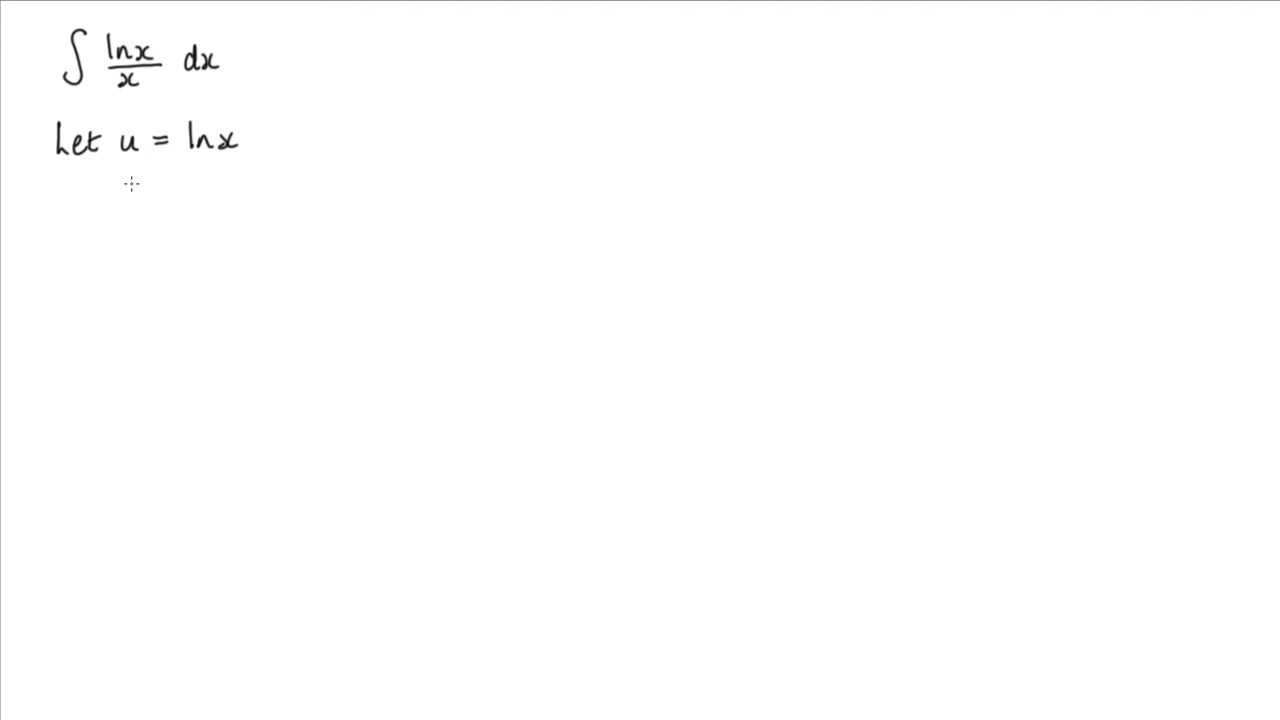 ∫ lnx/x dx
Let u = lnx